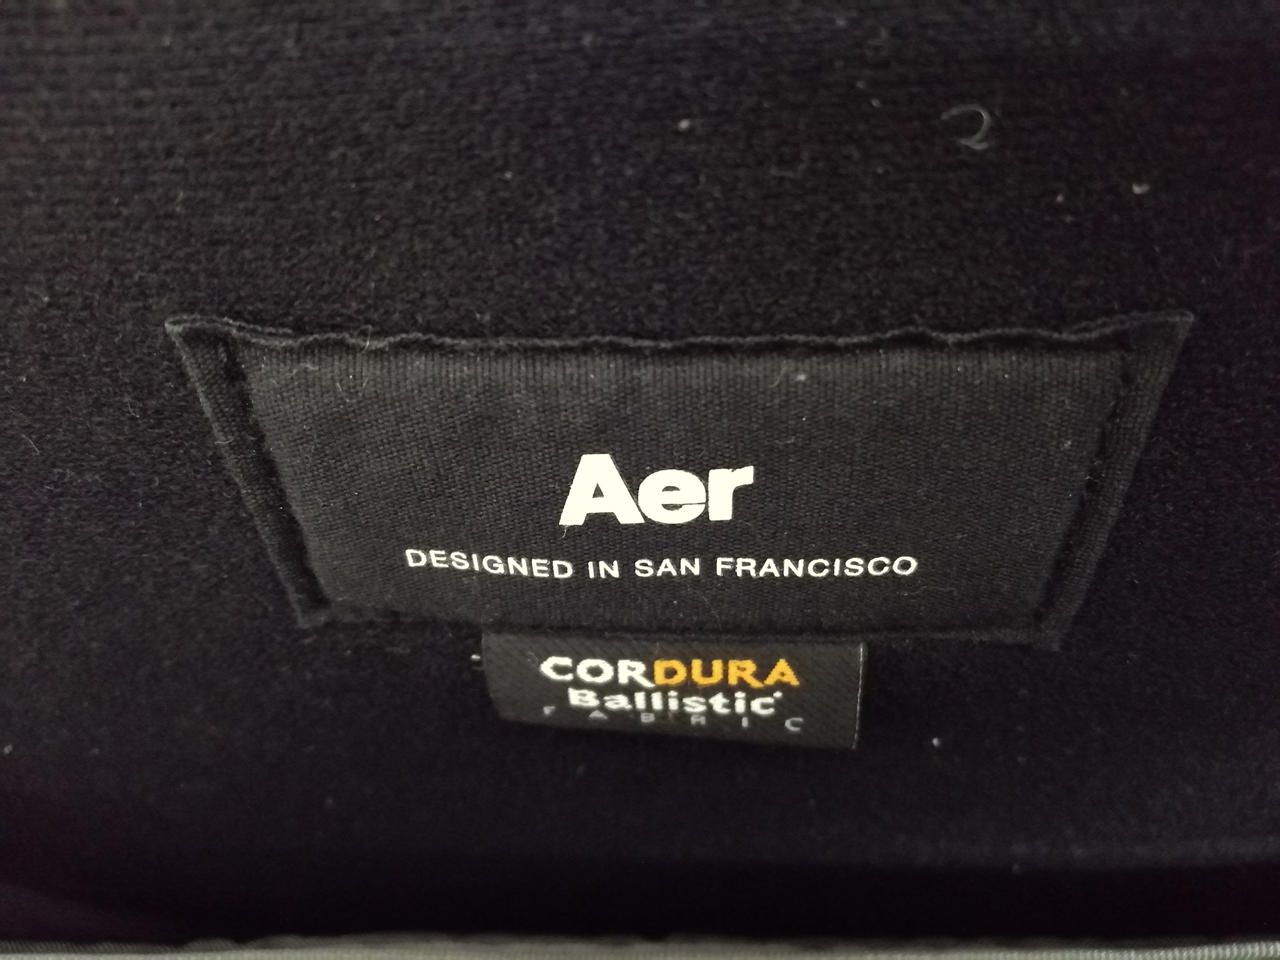 Aer
DESIGNED IN SAN FRANCISCO
CORDURA
Ballistic
FABRIC